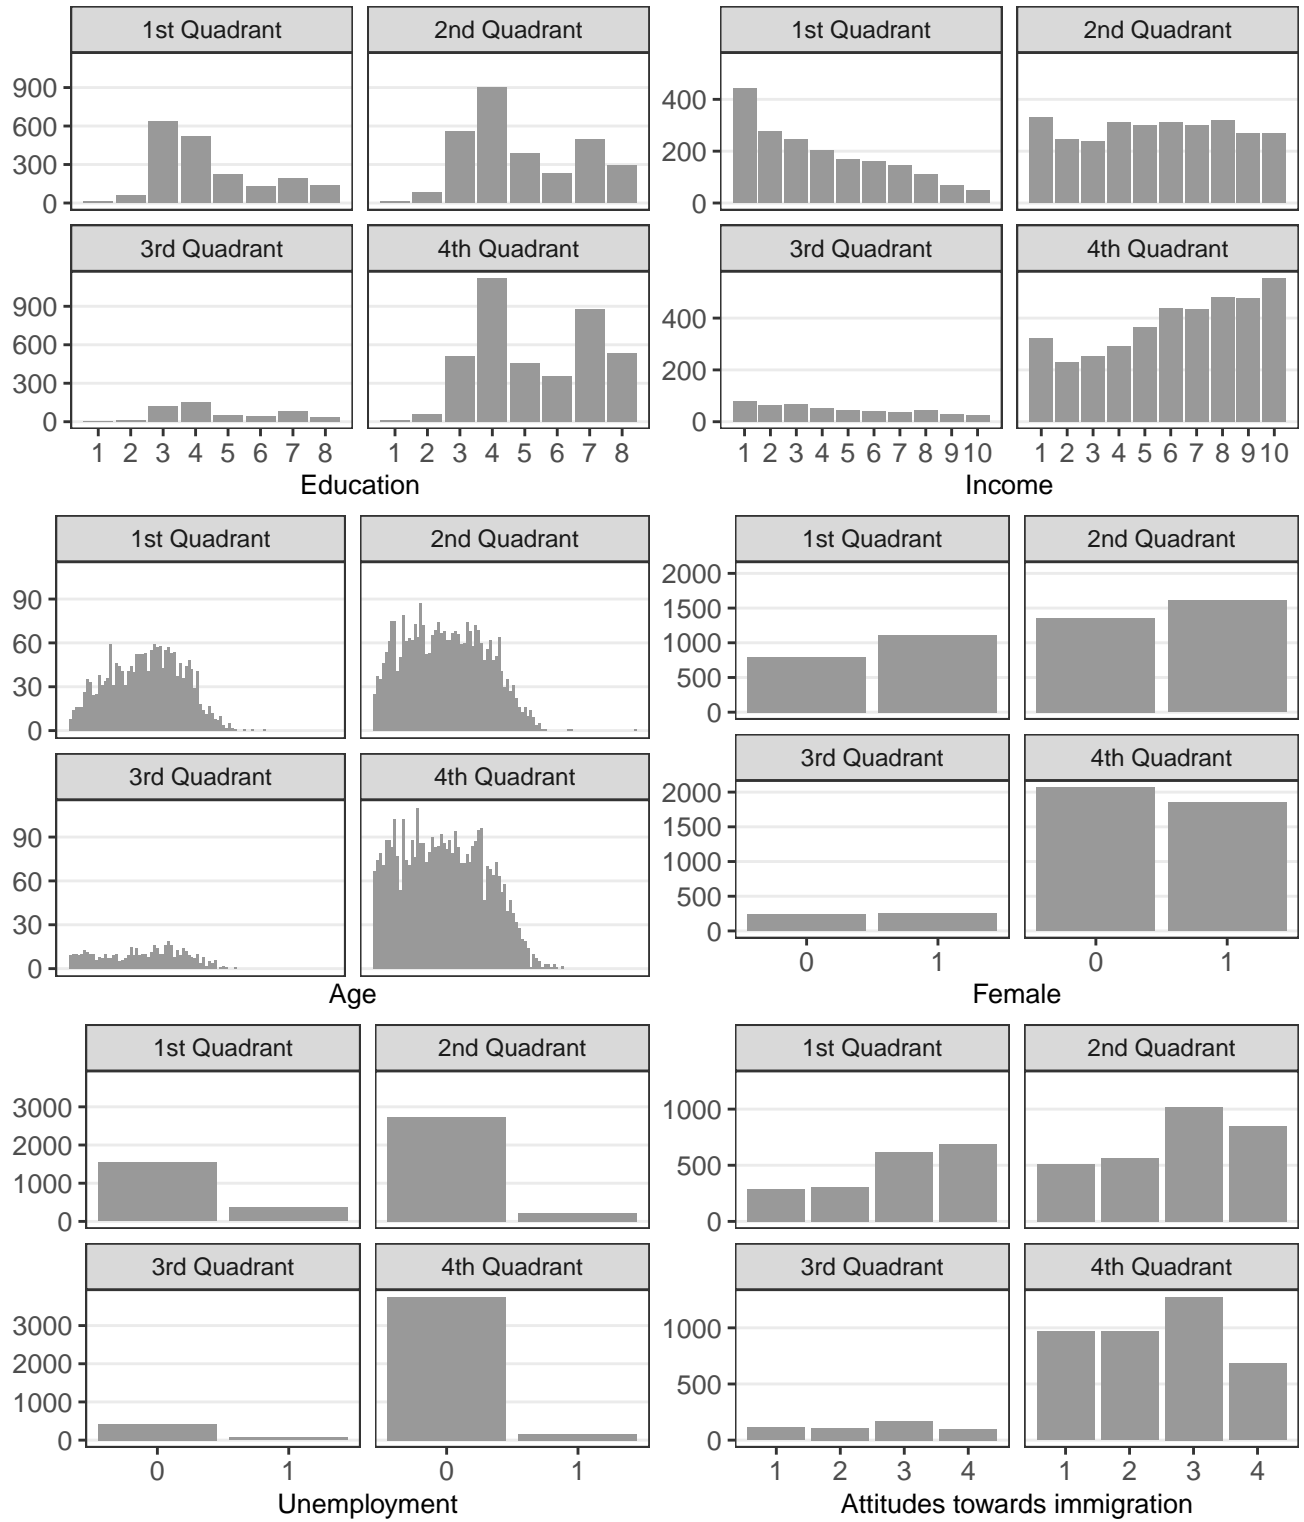 1st Quadrant
2nd Quadrant
900
600
300
0
3rd Quadrant
4th Quadrant
900
600
300
0
1 2 3 4 5 6 7 8
1 2 3 4 5 6 7 8
Education
1st Quadrant
2nd Quadrant
400
200
0
3rd Quadrant
4th Quadrant
400
200
0
1 2 3 4 5 6 7 8 9 10
1 2 3 4 5 6 7 8 9 10
Income
1st Quadrant
2nd Quadrant
90
60
30
0
3rd Quadrant
4th Quadrant
90
60
30
0
Age
1st Quadrant
2nd Quadrant
2000
1500
1000
500
0
3rd Quadrant
4th Quadrant
2000
1500
1000
500
0
0 1
0 1
Female
1st Quadrant
2nd Quadrant
3000
2000
1000
0
3rd Quadrant
4th Quadrant
3000
2000
1000
0
0 1
0 1
Unemployment
1st Quadrant
2nd Quadrant
1000
500
0
3rd Quadrant
4th Quadrant
1000
500
0
1 2 3 4
1 2 3 4
Attitudes towards immigration